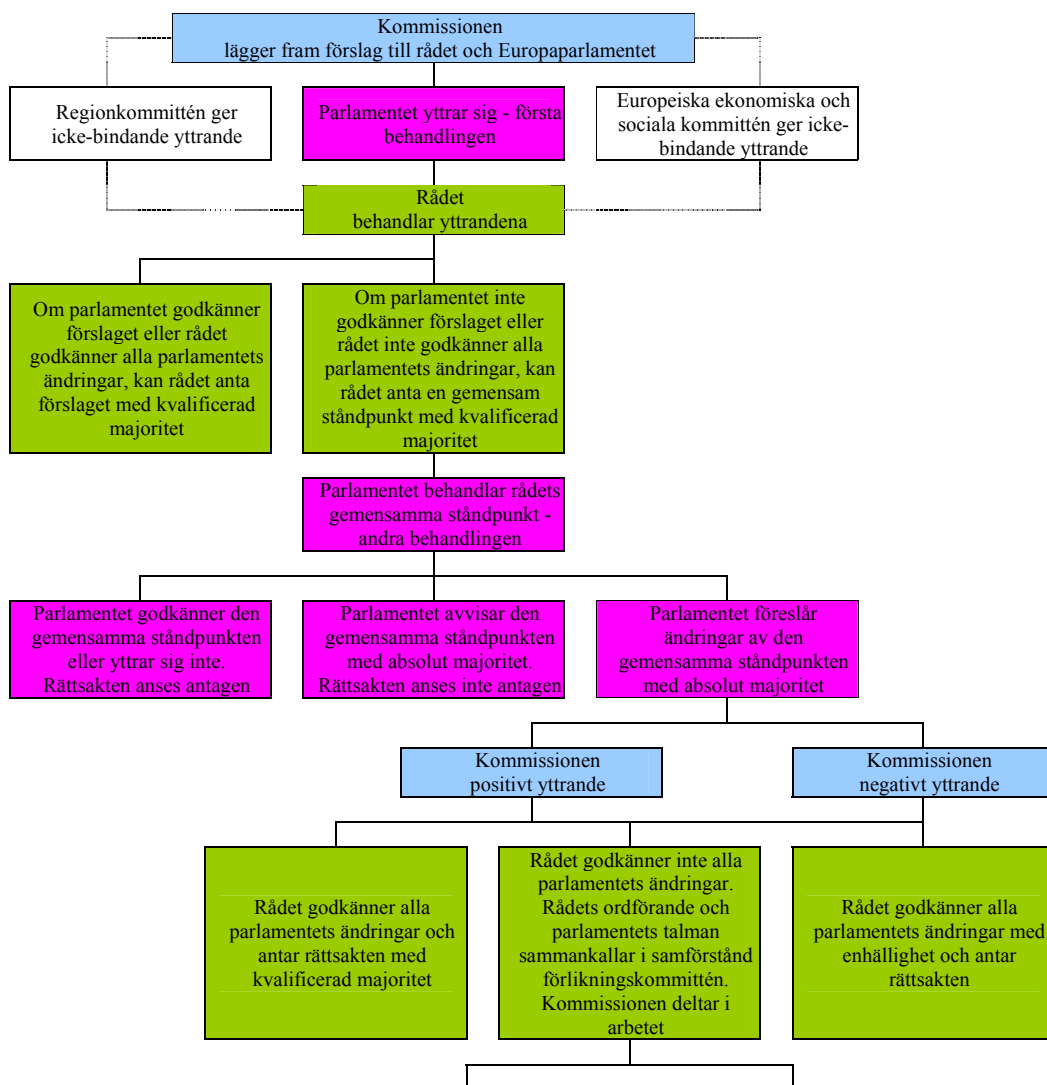 Kommissionen
lägger fram förslag till rådet och Europaparlamentet
Regionkommittén ger
icke-bindande yttrande
Parlamentet yttrar sig - första
behandlingen
Europeiska ekonomiska och
sociala kommittén ger icke-
bindande yttrande
Rådet
behandlar yttrandena
Om parlamentet godkänner
förslaget eller rådet
godkänner alla parlamentets
ändringar, kan rådet anta
förslaget med kvalificerad
majoritet
Om parlamentet inte
godkänner förslaget eller
rådet inte godkänner alla
parlamentets ändringar, kan
rådet anta en gemensam
ståndpunkt med kvalificerad
majoritet
Parlamentet behandlar rådets
gemensamma ståndpunkt -
andra behandlingen
Parlamentet godkänner den
gemensamma ståndpunkten
eller yttrar sig inte.
Rättsakten anses antagen
Parlamentet avvisar den
gemensamma ståndpunkten
med absolut majoritet.
Rättsakten anses inte antagen
Parlamentet föreslår
ändringar av den
gemensamma ståndpunkten
med absolut majoritet
Kommissionen
positivt yttrande
Kommissionen
negativt yttrande
Rådet godkänner alla
parlamentets ändringar och
antar rättsakten med
kvalificerad majoritet
Rådet godkänner inte alla
parlamentets ändringar.
Rådets ordförande och
parlamentets talman
sammankallar i samförstånd
förlikningskommittén.
Kommissionen deltar i
arbetet
Rådet godkänner alla
parlamentets ändringar med
enhällighet och antar
rättsakten